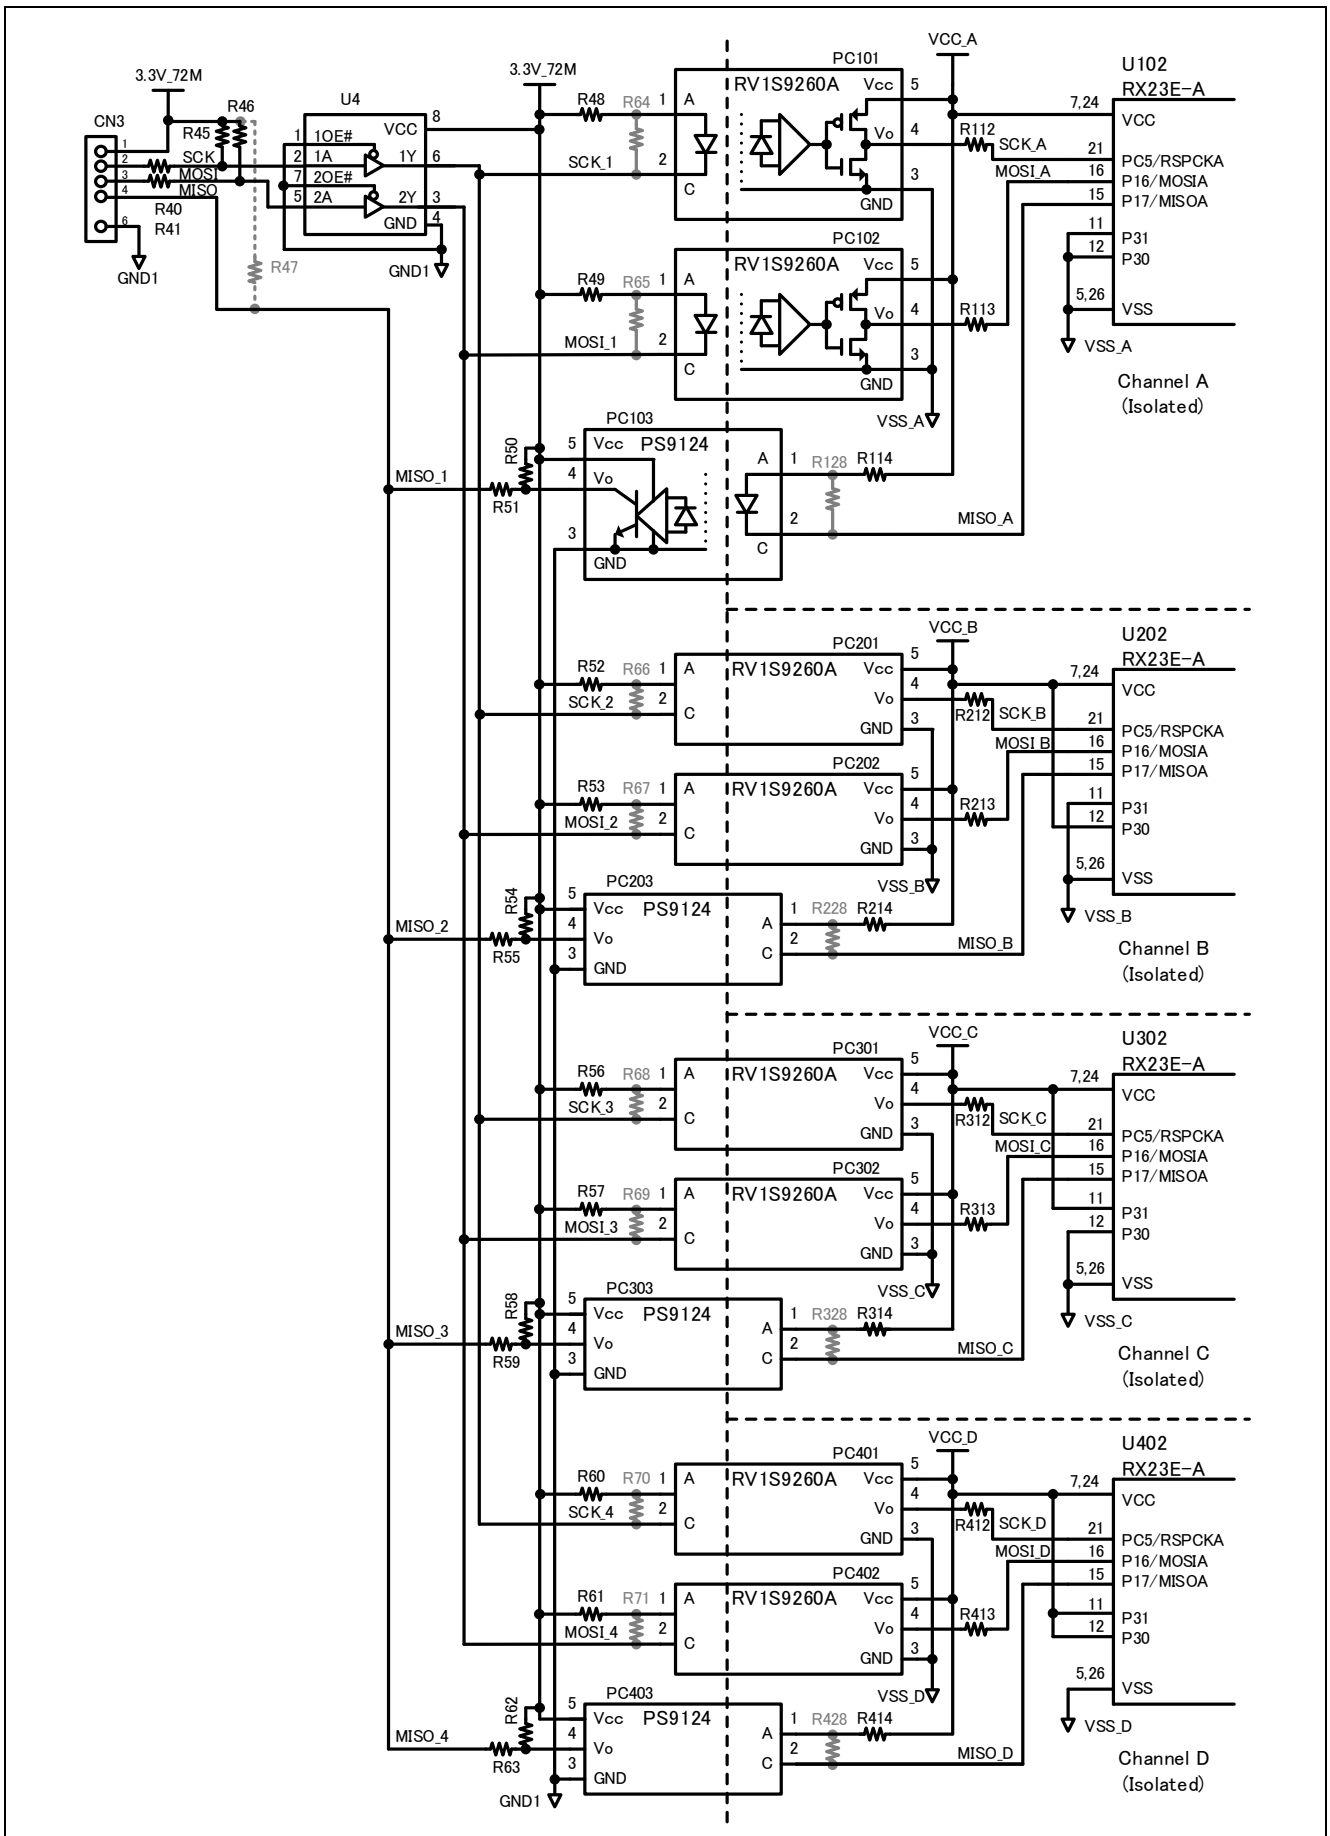 3.3V_72M
CN3
1
2
3
4
6
R45
R46
SCK
MOSI
MISO
R40
R41
GND1
R47
U4
1
1OE#
2
1A
7
2OE#
5
2A
VCC
8
1Y
6
2Y
3
GND
4
GND1
3.3V_72M
R48
R64
1
A
SCK_1
2
C
PC101
RV1S9260A
Vcc
5
Vo
4
3
GND
VCC_A
R112
SCK_A
MOSI_A
U102
RX23E-A
7,24
VCC
21
PC5/RSPCKA
16
P16/MOSIA
15
P17/MISOA
11
P31
12
P30
5,26
VSS
VSS_A
Channel A
(Isolated)
R49
R65
1
A
MOSI_1
2
C
PC102
RV1S9260A
Vcc
5
Vo
4
3
GND
R113
VSS_A
PC103
R50
5
Vcc
PS9124
MISO_1
4
Vo
R51
3
GND
A
1
R128
R114
2
C
MISO_A
VCC_B
R52
R66
1
A
SCK_2
2
C
PC201
RV1S9260A
Vcc
5
Vo
4
GND
3
R212
SCK_B
MOSI_B
U202
RX23E-A
7,24
VCC
21
PC5/RSPCKA
16
P16/MOSIA
15
P17/MISOA
11
P31
12
P30
5,26
VSS
VSS_B
Channel B
(Isolated)
R53
R67
1
A
MOSI_2
2
C
PC202
RV1S9260A
Vcc
5
Vo
4
GND
3
R213
VSS_B
PC203
R54
5
Vcc
PS9124
MISO_2
4
Vo
R55
3
GND
A
1
R228
R214
C
2
MISO_B
VCC_C
R56
R68
1
A
SCK_3
2
C
PC301
RV1S9260A
Vcc
5
Vo
4
GND
3
R312
SCK_C
MOSI_C
U302
RX23E-A
7,24
VCC
21
PC5/RSPCKA
16
P16/MOSIA
15
P17/MISOA
11
P31
12
P30
5,26
VSS
VSS_C
Channel C
(Isolated)
R57
R69
1
A
MOSI_3
2
C
PC302
RV1S9260A
Vcc
5
Vo
4
GND
3
R313
VSS_C
PC303
R58
5
Vcc
PS9124
MISO_3
4
Vo
R59
3
GND
A
1
R328
R314
C
2
MISO_C
VCC_D
R60
R70
1
A
SCK_4
2
C
PC401
RV1S9260A
Vcc
5
Vo
4
GND
3
R412
SCK_D
MOSI_D
U402
RX23E-A
7,24
VCC
21
PC5/RSPCKA
16
P16/MOSIA
15
P17/MISOA
11
P31
12
P30
5,26
VSS
VSS_D
Channel D
(Isolated)
R61
R71
1
A
MOSI_4
2
C
PC402
RV1S9260A
Vcc
5
Vo
4
GND
3
R413
VSS_D
PC403
R62
5
Vcc
PS9124
MISO_4
4
Vo
R63
3
GND
GND1
A
1
R428
R414
C
2
MISO_D